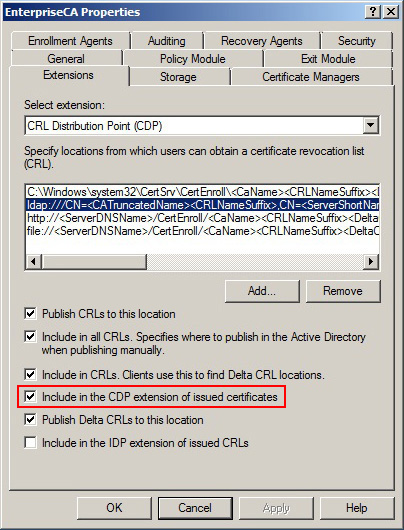 EnterpriseCA Properties
Enrollment Agents Auditing Recovery Agents Security
General Policy Module Exit Module
Extensions Storage Certificate Managers
Select extension:
CRL Distribution Point (CDP)
Specify locations from which users can obtain a certificate revocation list
(CRL).
C:\Windows\system32\CertSrv\CertEnroll\<CaName><CRLNameSuffix><D
ldap:///CN=<CATruncatedName><CRLNameSuffix>,CN=<ServerShortName
http://<ServerDNSName>/CertEnroll/<CaName><CRLNameSuffix><Delta
file://<ServerDNSName>/CertEnroll/<CaName><CRLNameSuffix><DeltaC
Add... Remove
Publish CRLs to this location
Include in all CRLs. Specifies where to publish in the Active Directory
when publishing manually.
Include in CRLs. Clients use this to find Delta CRL locations.
Include in the CDP extension of issued certificates
Publish Delta CRLs to this location
Include in the IDP extension of issued CRLs
OK Cancel Apply Help